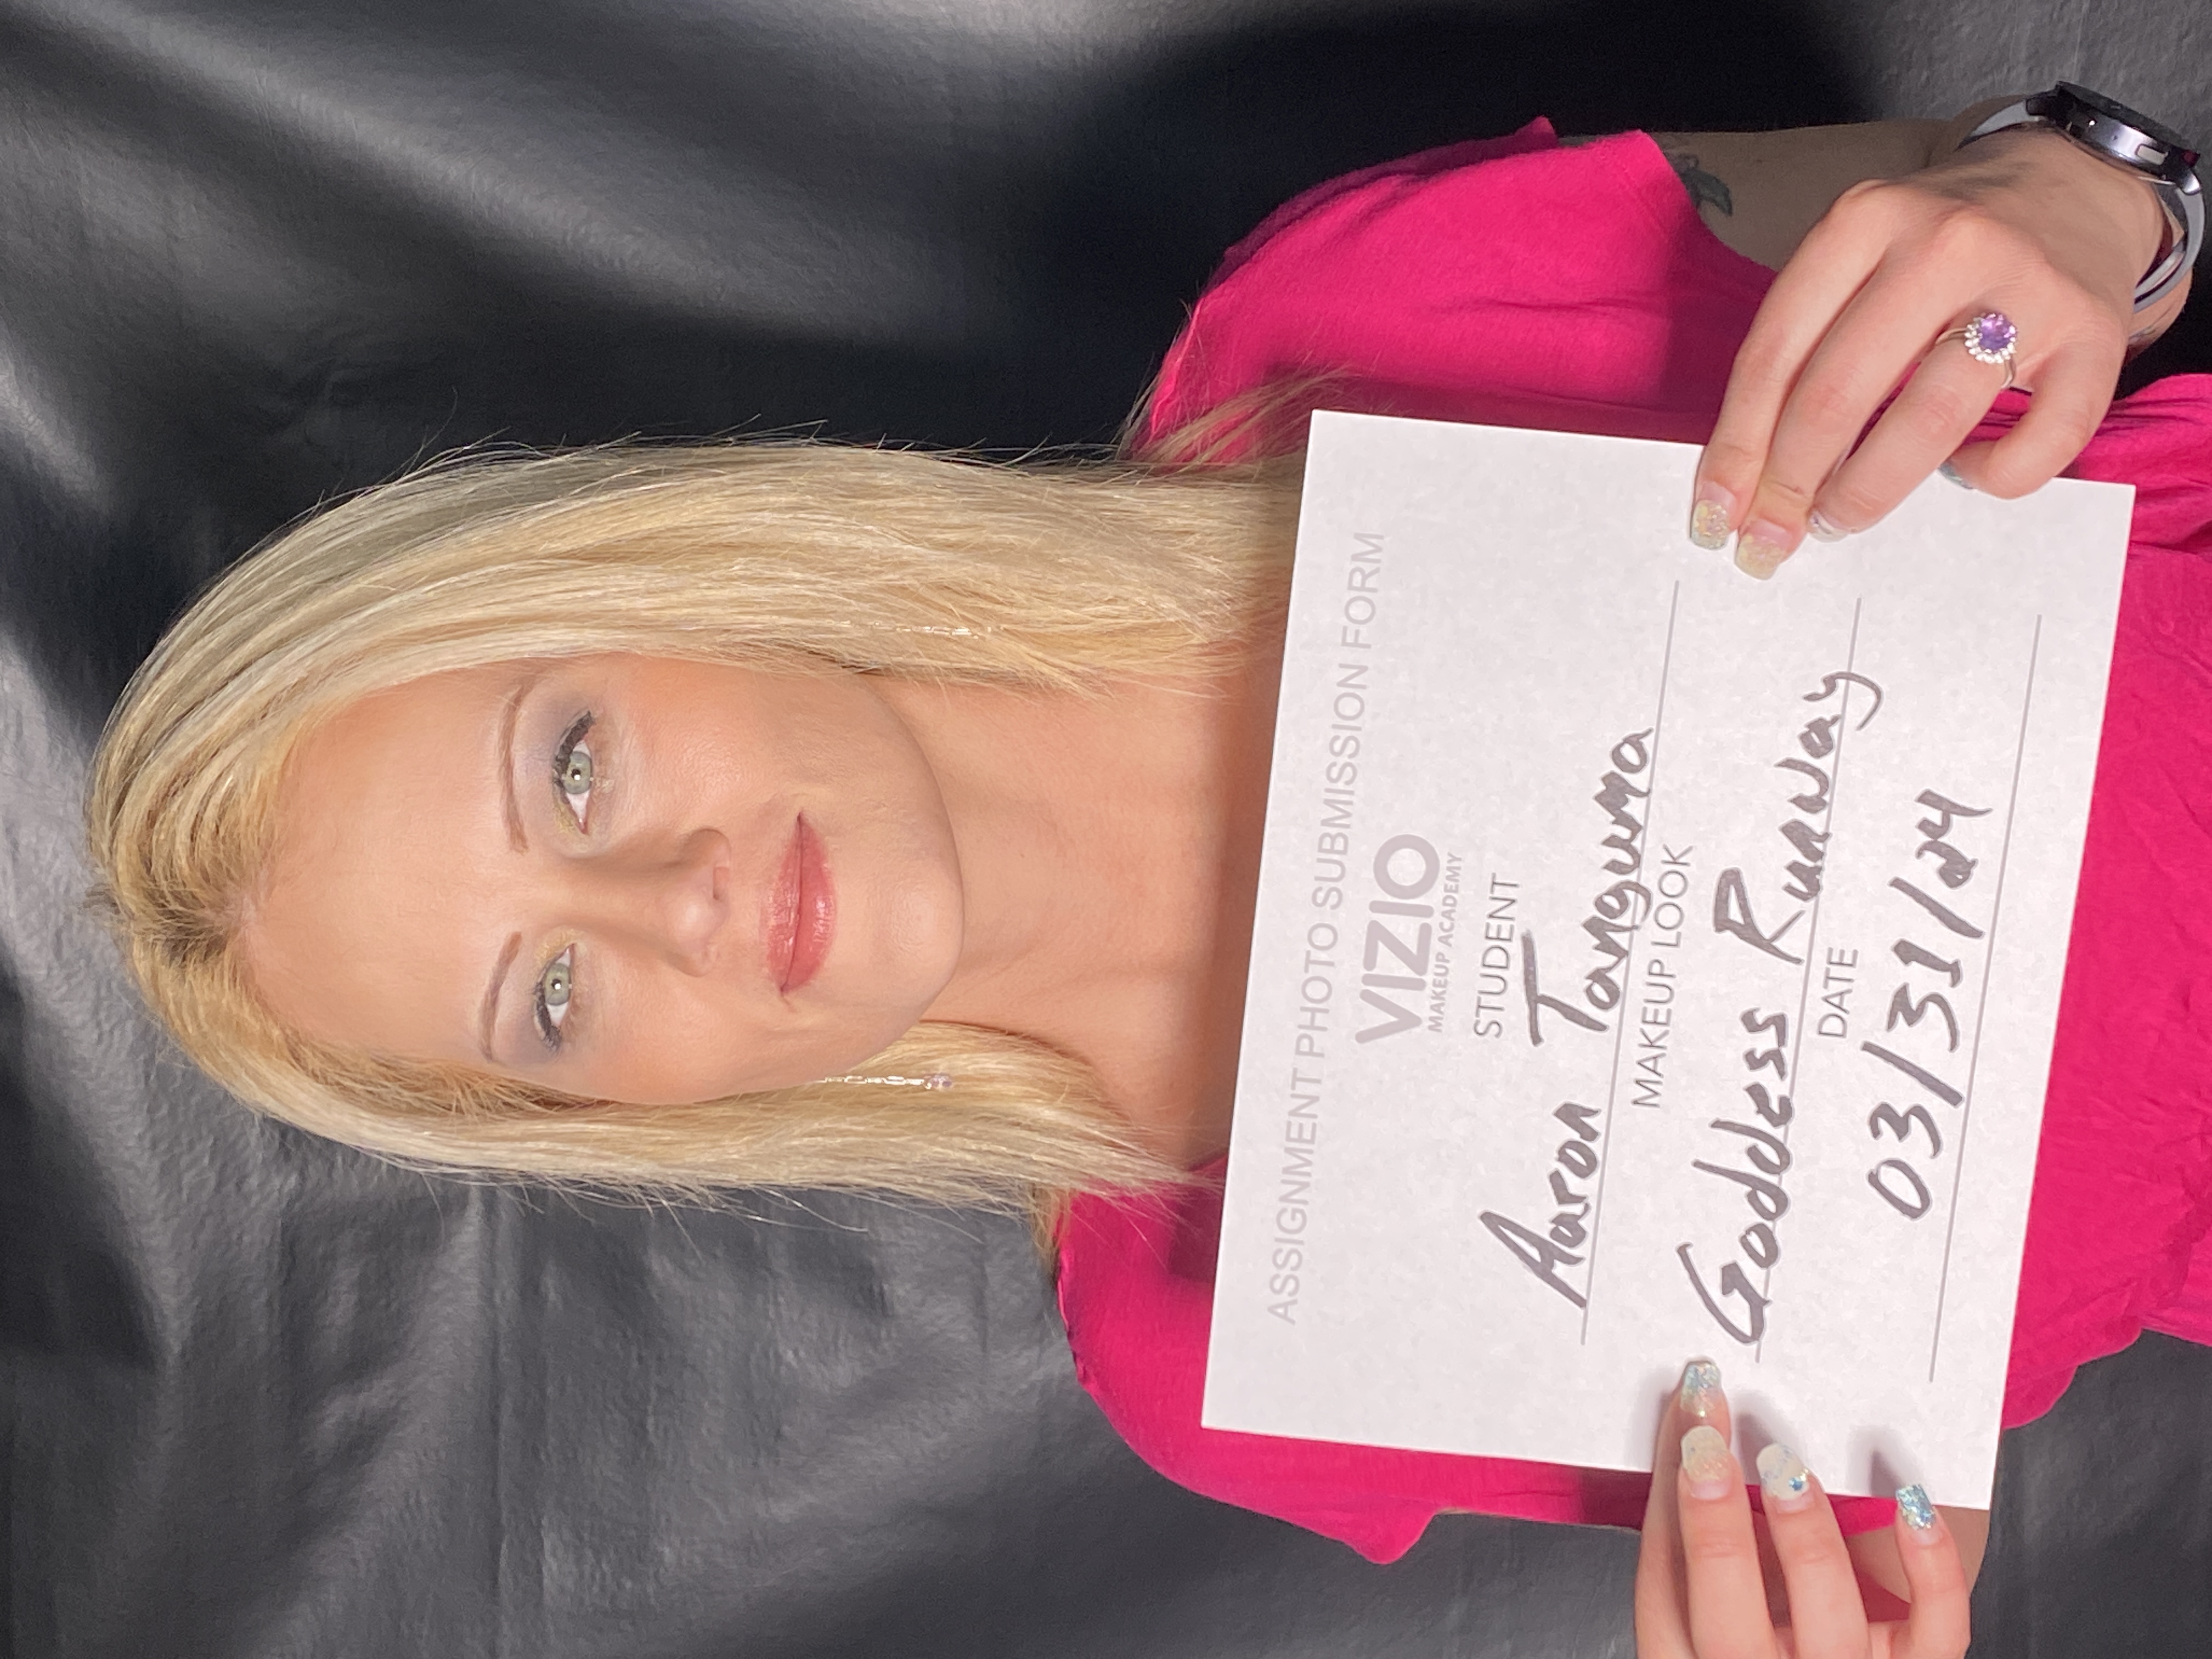 ASSIGNMENT PHOTO SUBMISSION FORM
VIZIO
MAKEUP ACADEMY
STUDENT
Aaron Tanguma
MAKEUP LOOK
Goddess Runway
DATE
03/31/24